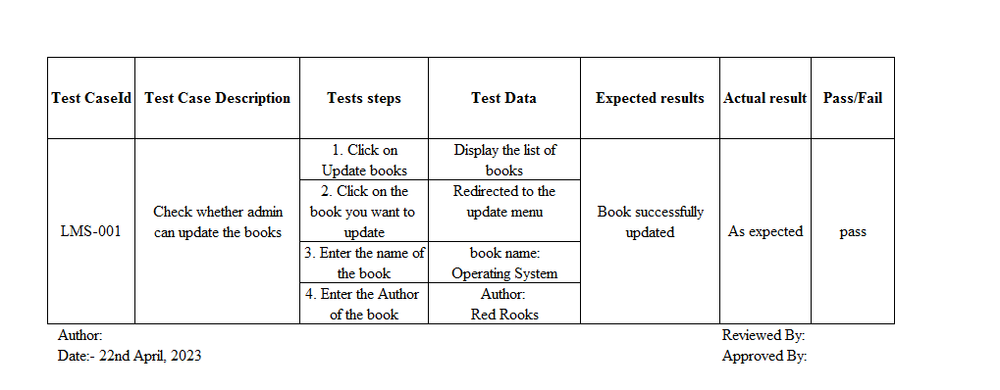 Test CaseId Test Case Description Tests steps Test Data Expected results Actual result Pass/Fail
LMS-001
Check whether admin
can update the books
1. Click on
Update books
Display the list of
books
2. Click on the
book you want to
update
Redirected to the
update menu
3. Enter the name of
the book
book name:
Operating System
4. Enter the Author
of the book
Author:
Red Rooks
Book successfully
updated
As expected
pass
Author:
Date:- 22nd April, 2023
Reviewed By:
Approved By: